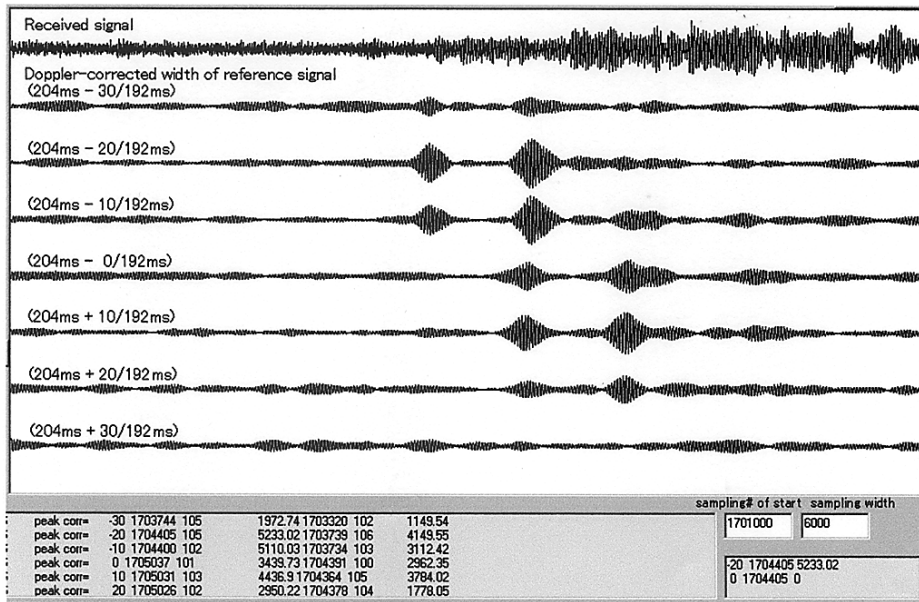 Received signal
Doppler-corrected width of reference signal
(204ms - 30/192ms)
(204ms - 20/192ms)
(204ms - 10/192ms)
(204ms - 0/192ms)
(204ms + 10/192ms)
(204ms + 20/192ms)
(204ms + 30/192ms)
sampling# of start sampling width
1701000 6000
peak corr= -30 1703744 105 1972.74 1703320 102 1149.54
peak corr= -20 1704405 105 5233.02 1703739 106 4149.55
peak corr= -10 1704400 102 5110.03 1703734 103 3112.42
peak corr= 0 1705037 101 3439.73 1704391 100 2962.35
peak corr= 10 1705031 103 4436.9 1704364 105 3784.02
peak corr= 20 1705026 102 2950.22 1704378 104 1778.05
-20 1704405 5233.02
0 1704405 0